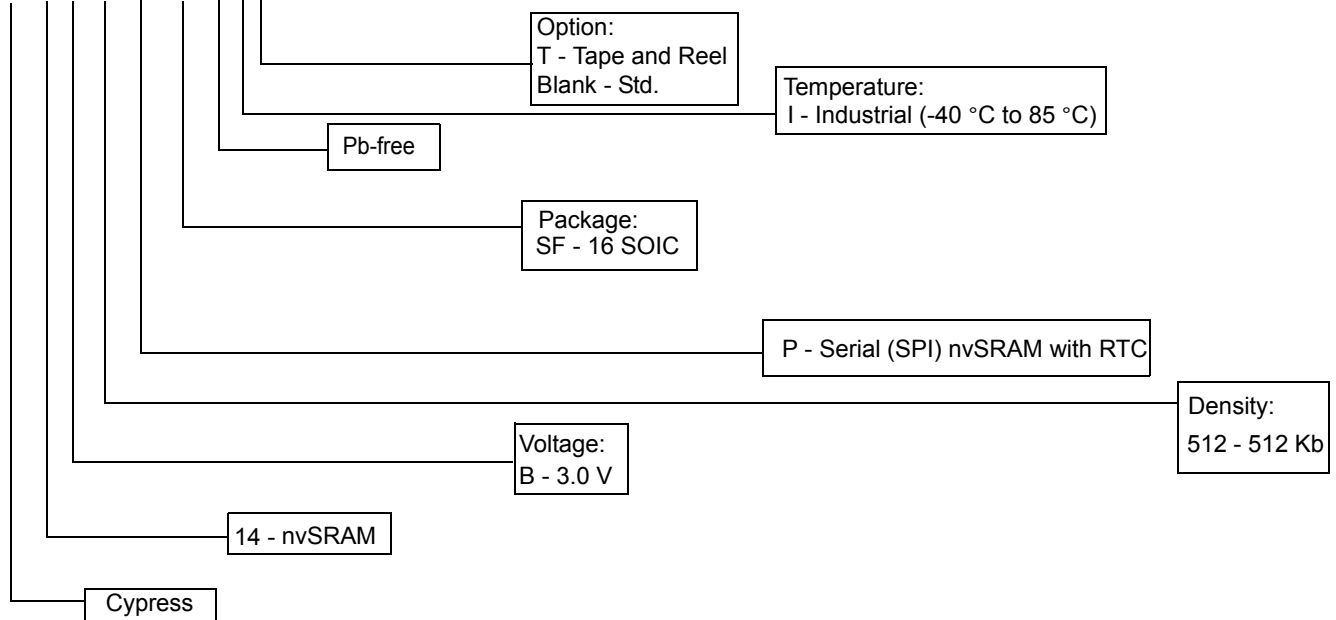 Option:
T - Tape and Reel
Blank - Std.
Temperature:
I - Industrial (-40 °C to 85 °C)
Pb-free
Package:
SF - 16 SOIC
P - Serial (SPI) nvSRAM with RTC
Density:
512 - 512 Kb
Voltage:
B - 3.0 V
14 - nvSRAM
Cypress